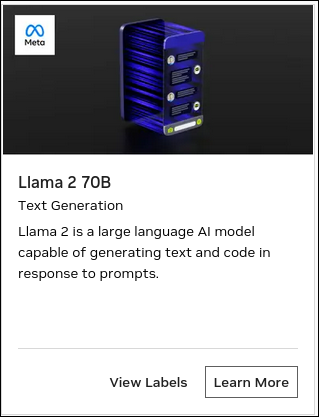 Meta
Llama 2 70B
Text Generation
Llama 2 is a large language AI model
capable of generating text and code in
response to prompts.
View Labels
Learn More